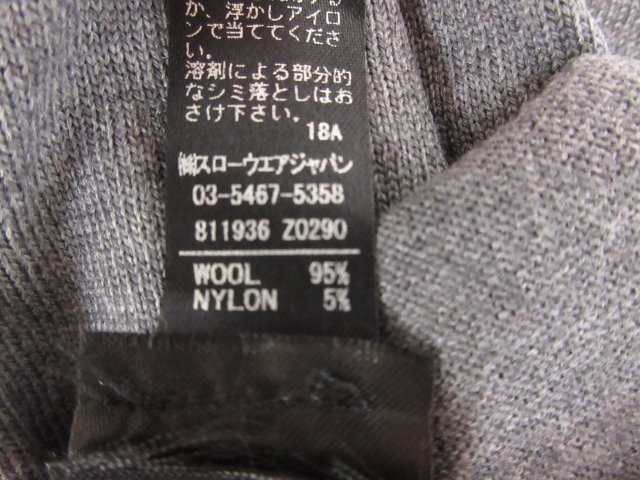 か、浮かしアイロ
ンで当ててくださ
い。
溶剤による部分的
なシミ落としはお
さけ下さい。
18A
㈱スローウエアジャパン
03-5467-5358
811936 Z0290
WOOL 95%
NYLON 5%